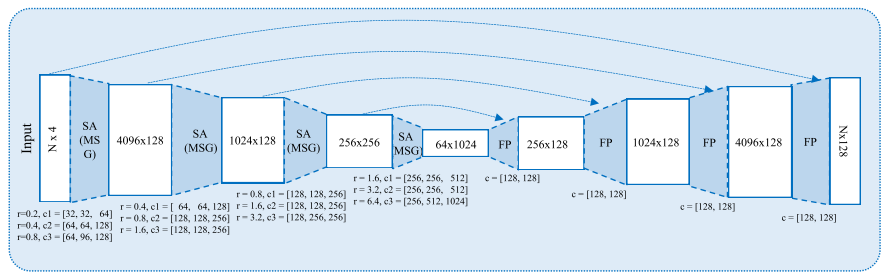 Input
N x 4
SA
(MS
G)
4096x128
SA
(MSG)
1024x128
SA
(MSG)
256x256
SA
(MSG)
64x1024
FP
256x128
FP
1024x128
FP
4096x128
FP
Nx128
r=0.2, c1= [32, 32, 64]
r=0.4, c2= [64, 64, 128]
r=0.8, c3= [64, 96, 128]
r = 0.4, c1= [ 64, 64, 128]
r = 0.8, c2= [128, 128, 256]
r = 1.6, c3= [128, 128, 256]
r = 0.8, c1 = [128, 128, 256]
r = 1.6, c2 = [128, 128, 256]
r = 3.2, c3 = [128, 256, 256]
r = 1.6, c1 = [256, 256, 512]
r = 3.2, c2 = [256, 256, 512]
r = 6.4, c3 = [256, 512, 1024]
c = [128, 128]
c = [128, 128]
c = [128, 128]
c = [128, 128]